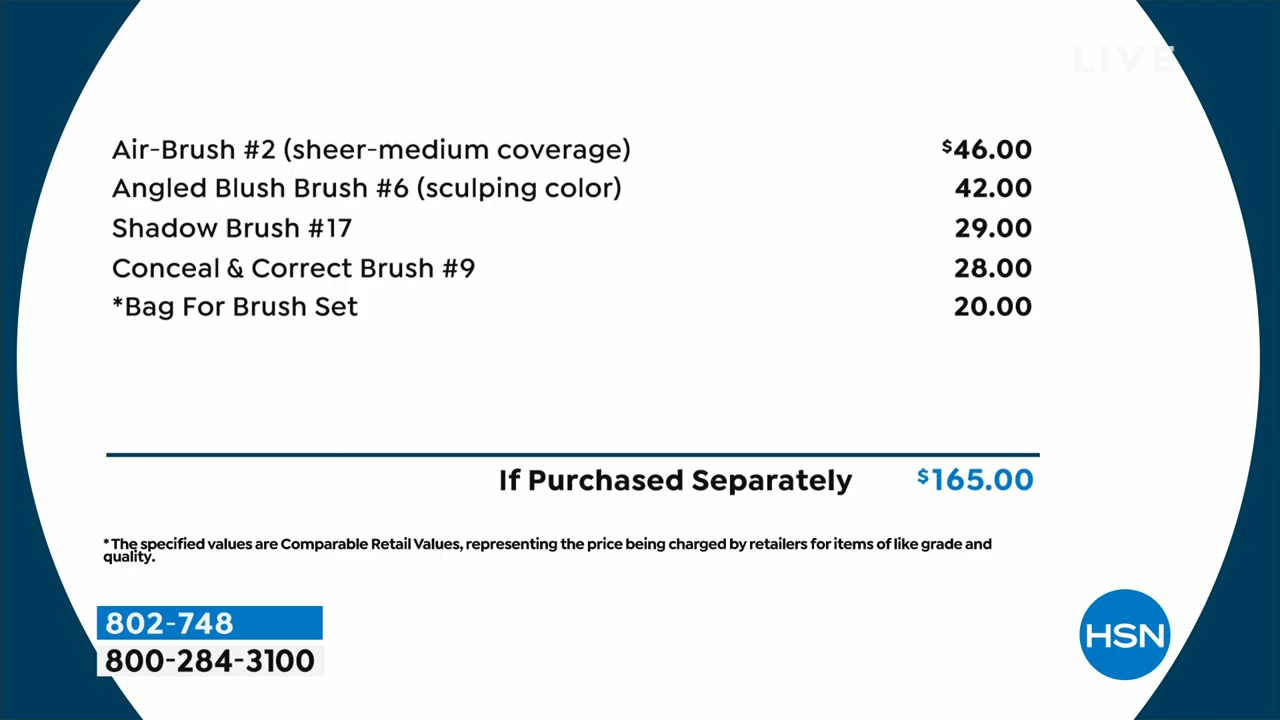 LIVE
Air-Brush #2 (sheer-medium coverage) $46.00
Angled Blush Brush #6 (sculping color) 42.00
Shadow Brush #17 29.00
Conceal & Correct Brush #9 28.00
*Bag For Brush Set 20.00
If Purchased Separately $165.00
*The specified values are Comparable Retail Values, representing the price being charged by retailers for items of like grade and
quality.
802-748
800-284-3100
HSN